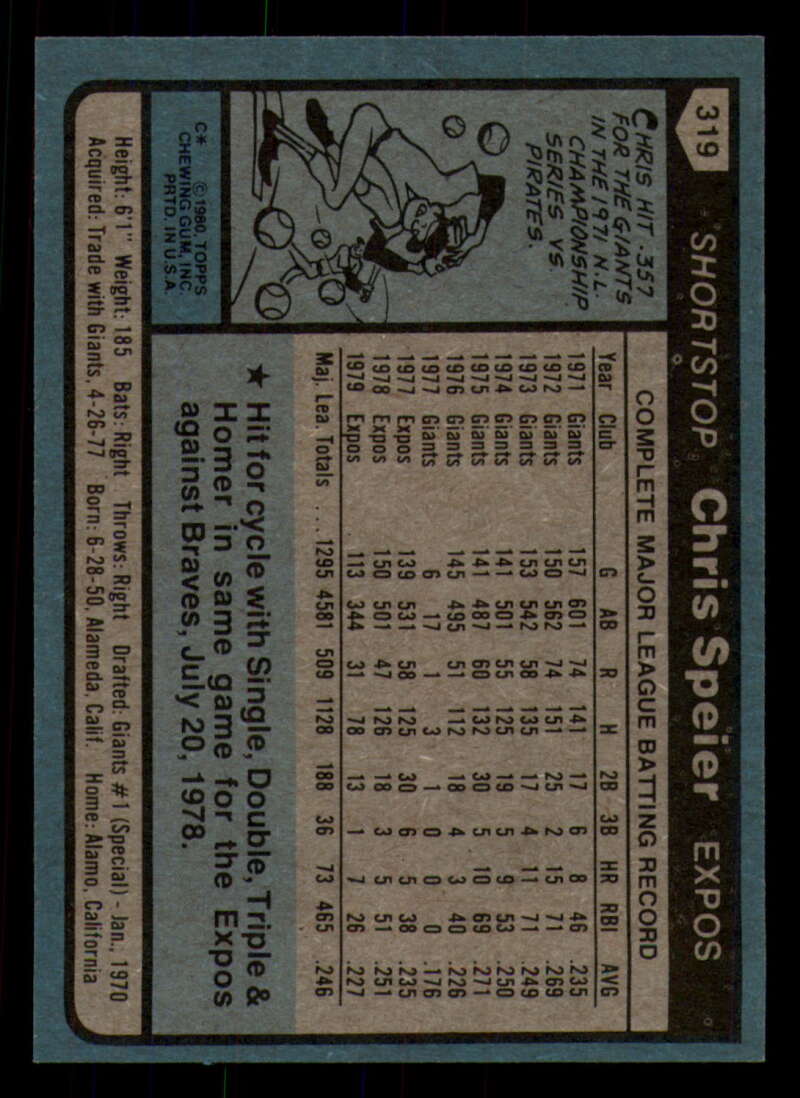 319 SHORTSTOP Chris Speier EXPOS
CHRIS HIT .357
FOR THE GIANTS
IN THE 1971 N.L.
CHAMPIONSHIP
SERIES VS.
PIRATES.
C* ©1980, TOPPS
CHEWING GUM, INC.
PRTD. IN U.S.A.
COMPLETE MAJOR LEAGUE BATTING RECORD
Year Club G AB R H 2B 3B HR RBI AVG
1971 Giants 157 601 74 141 17 6 8 46 .235
1972 Giants 150 562 74 151 25 2 15 71 .269
1973 Giants 153 542 58 135 17 4 11 71 .249
1974 Giants 141 501 55 125 19 5 9 53 .250
1975 Giants 141 487 60 132 30 5 10 69 .271
1976 Giants 145 495 51 112 18 4 3 40 .226
1977 Giants 6 17 1 3 1 0 0 0 .176
1977 Expos 139 531 58 125 30 6 5 38 .235
1978 Expos 150 501 47 126 18 3 5 51 .251
1979 Expos 113 344 31 78 13 1 7 26 .227
Maj. Lea. Totals ... 1295 4581 509 1128 188 36 73 465 .246
★ Hit for cycle with Single, Double, Triple &
Homer in same game for the Expos
against Braves, July 20, 1978.
Height: 6'1" Weight: 185 Bats: Right Throws: Right Drafted: Giants #1 (Special) - Jan., 1970
Acquired: Trade with Giants, 4-26-77 Born: 6-28-50, Alameda, Calif. Home: Alamo, California